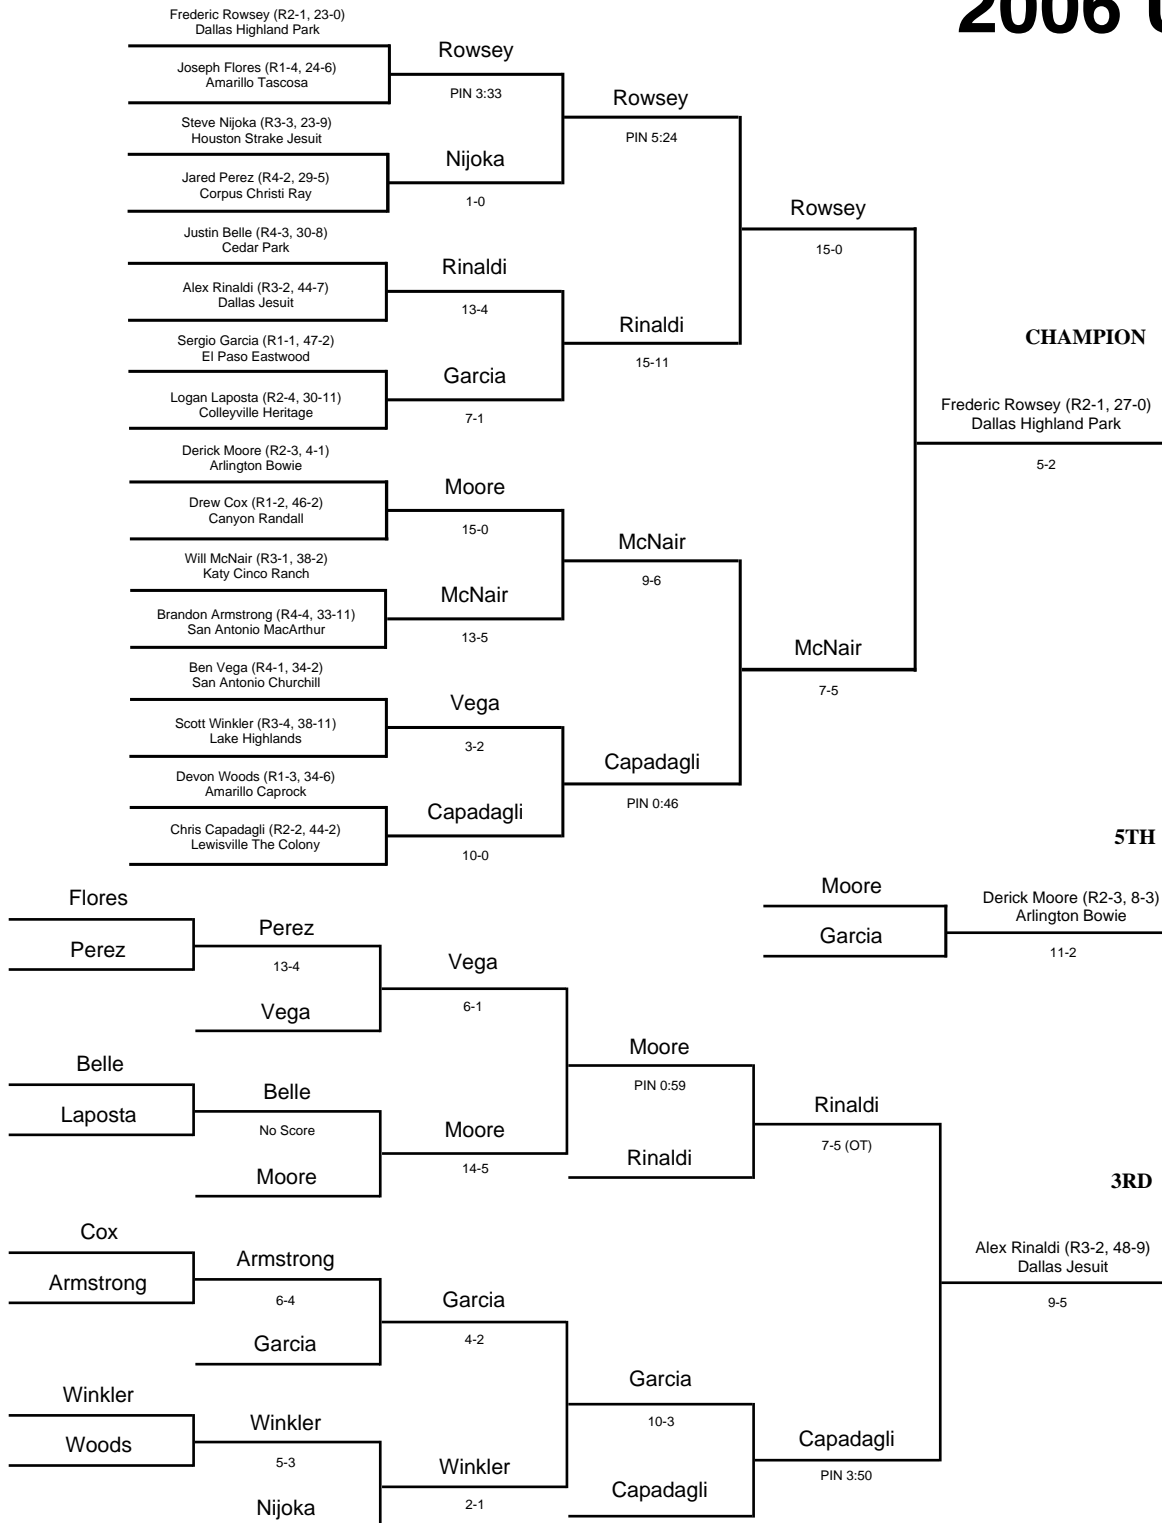 2006 U
Frederic Rowsey (R2-1, 23-0)
Dallas Highland Park
Rowsey
Joseph Flores (R1-4, 24-6)
Amarillo Tascosa
PIN 3:33
Rowsey
Steve Nijoka (R3-3, 23-9)
Houston Strake Jesuit
PIN 5:24
Nijoka
Jared Perez (R4-2, 29-5)
Corpus Christi Ray
1-0
Rowsey
Justin Belle (R4-3, 30-8)
Cedar Park
15-0
Rinaldi
Alex Rinaldi (R3-2, 44-7)
Dallas Jesuit
13-4
Rinaldi
Sergio Garcia (R1-1, 47-2)
El Paso Eastwood
15-11
CHAMPION
Garcia
Logan Laposta (R2-4, 30-11)
Colleyville Heritage
7-1
Frederic Rowsey (R2-1, 27-0)
Dallas Highland Park
5-2
Derick Moore (R2-3, 4-1)
Arlington Bowie
Moore
Drew Cox (R1-2, 46-2)
Canyon Randall
15-0
McNair
Will McNair (R3-1, 38-2)
Katy Cinco Ranch
9-6
McNair
Brandon Armstrong (R4-4, 33-11)
San Antonio MacArthur
13-5
McNair
Ben Vega (R4-1, 34-2)
San Antonio Churchill
7-5
Vega
Scott Winkler (R3-4, 38-11)
Lake Highlands
3-2
Capadagli
Devon Woods (R1-3, 34-6)
Amarillo Caprock
PIN 0:46
Capadagli
Chris Capadagli (R2-2, 44-2)
Lewisville The Colony
10-0
5TH
Moore
Derick Moore (R2-3, 8-3)
Arlington Bowie
Garcia
11-2
Flores
Perez
Perez
13-4
Vega
Vega
6-1
Moore
Belle
Belle
PIN 0:59
Laposta
Rinaldi
No Score
Moore
7-5 (OT)
Moore
14-5
Rinaldi
3RD
Cox
Armstrong
Armstrong
6-4
Garcia
Garcia
4-2
Alex Rinaldi (R3-2, 48-9)
Dallas Jesuit
9-5
Winkler
Garcia
Winkler
10-3
Woods
Capadagli
5-3
Winkler
PIN 3:50
Nijoka
2-1
Capadagli